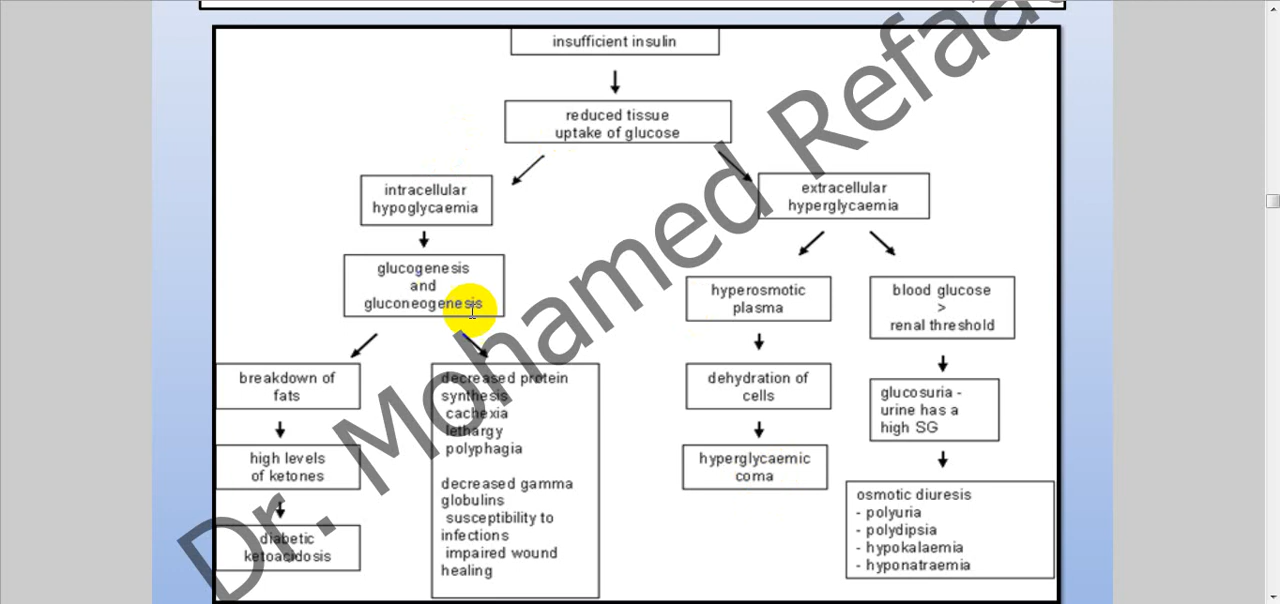 insufficient insulin
reduced tissue
uptake of glucose
intracellular
hypoglycaemia
extracellular
hyperglycaemia
glucogenesis
and
gluconeogenesis
hyperosmotic
plasma
blood glucose
>
renal threshold
breakdown of
fats
decreased protein
synthesis
cachexia
lethargy
polyphagia
decreased gamma
globulins
susceptibility to
infections
impaired wound
healing
dehydration of
cells
glucosuria -
urine has a
high SG
high levels
of ketones
hyperglycaemic
coma
diabetic
ketoacidosis
osmotic diuresis
- polyuria
- polydipsia
- hypokalaemia
- hyponatraemia
Dr. Mohamed